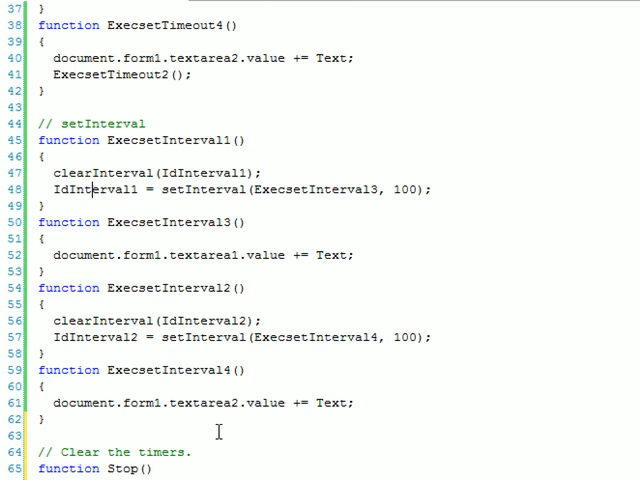 37 }
38 function ExecsetTimeout4()
39 {
40 document.form1.textarea2.value += Text;
41 ExecsetTimeout2();
42 }
43
44 // setInterval
45 function ExecsetInterval1()
46 {
47 clearInterval(IdInterval1);
48 IdInterval1 = setInterval(ExecsetInterval3, 100);
49 }
50 function ExecsetInterval3()
51 {
52 document.form1.textarea1.value += Text;
53 }
54 function ExecsetInterval2()
55 {
56 clearInterval(IdInterval2);
57 IdInterval2 = setInterval(ExecsetInterval4, 100);
58 }
59 function ExecsetInterval4()
60 {
61 document.form1.textarea2.value += Text;
62 }
63
64 // Clear the timers.
65 function Stop()